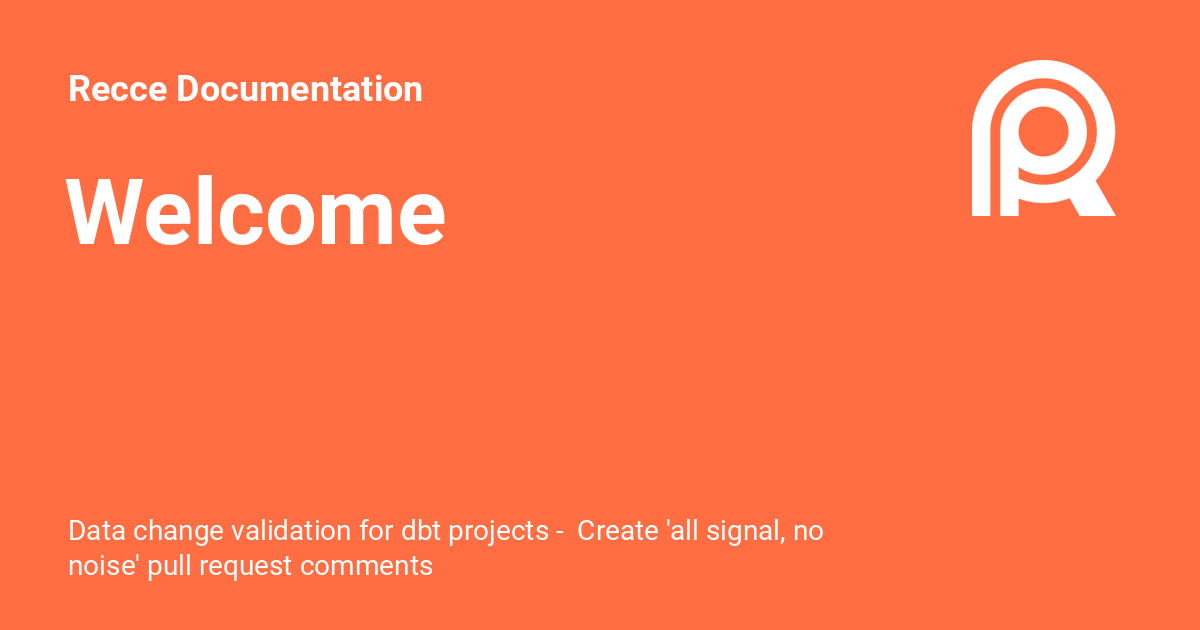 Recce Documentation
Welcome
Data change validation for dbt projects -  Create 'all signal, no
noise' pull request comments